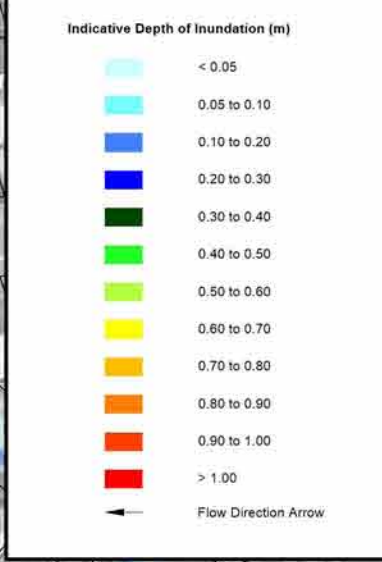 Indicative Depth of Inundation (m)
< 0.05
0.05 to 0.10
0.10 to 0.20
0.20 to 0.30
0.30 to 0.40
0.40 to 0.50
0.50 to 0.60
0.60 to 0.70
0.70 to 0.80
0.80 to 0.90
0.90 to 1.00
> 1.00
Flow Direction Arrow